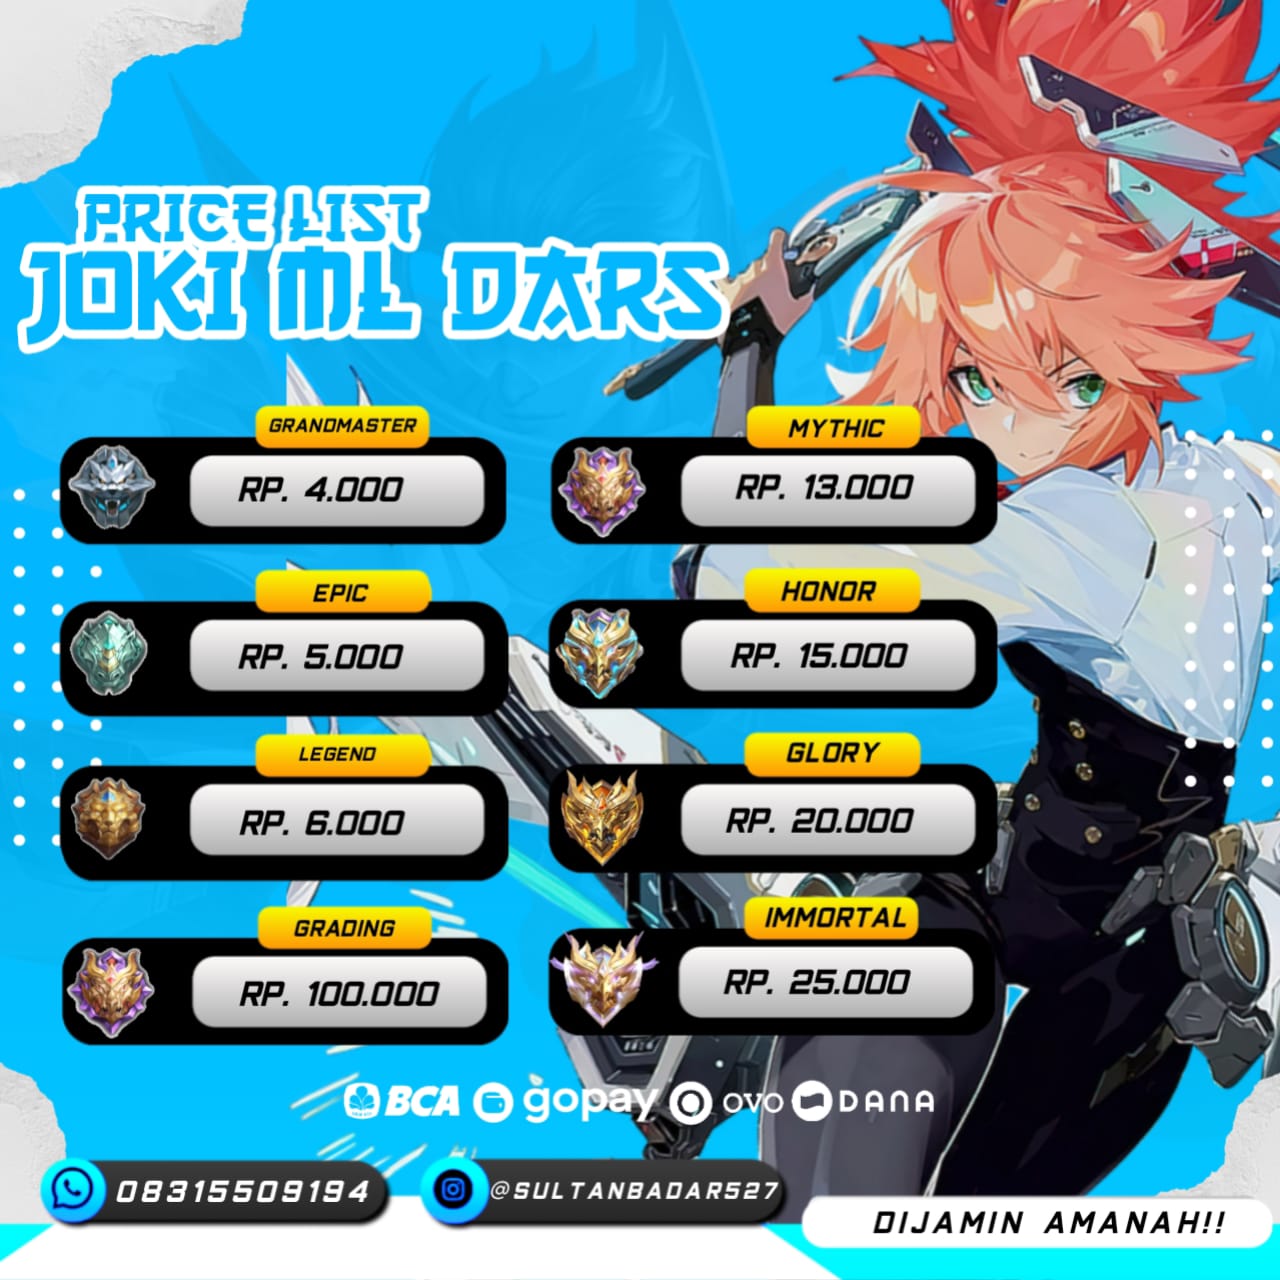 PRICE LIST
JOKI ML DARS
GRANDMASTER
RP. 4.000
EPIC
RP. 5.000
LEGEND
RP. 6.000
GRADING
RP. 100.000
MYTHIC
RP. 13.000
HONOR
RP. 15.000
GLORY
RP. 20.000
IMMORTAL
RP. 25.000
BCA gopay OVO DANA
08315509194
@SULTANBADAR527
DIJAMIN AMANAH!!